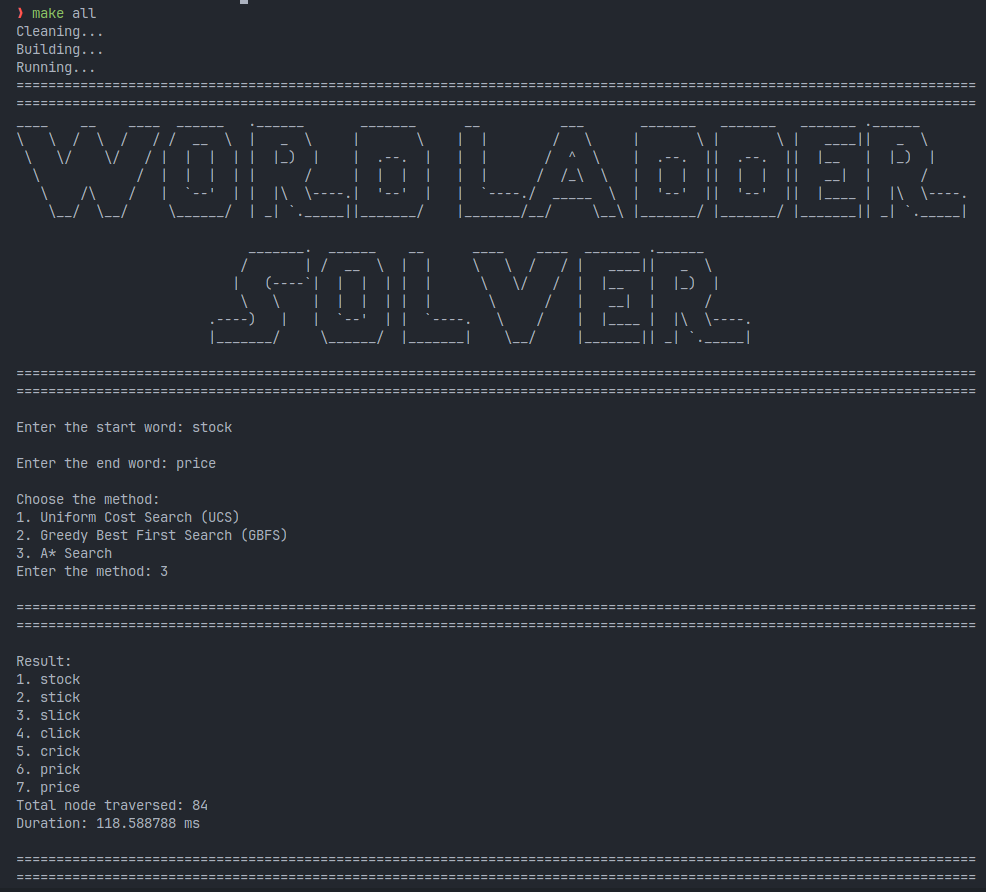 ❯ make all
Cleaning...
Building...
Running...
========================================================================================================================
========================================================================================================================
WORD LADDER
SOLVER
========================================================================================================================
========================================================================================================================
Enter the start word: stock
Enter the end word: price
Choose the method:
1. Uniform Cost Search (UCS)
2. Greedy Best First Search (GBFS)
3. A* Search
Enter the method: 3
========================================================================================================================
========================================================================================================================
Result:
1. stock
2. stick
3. slick
4. click
5. crick
6. prick
7. price
Total node traversed: 84
Duration: 118.588788 ms
========================================================================================================================
========================================================================================================================